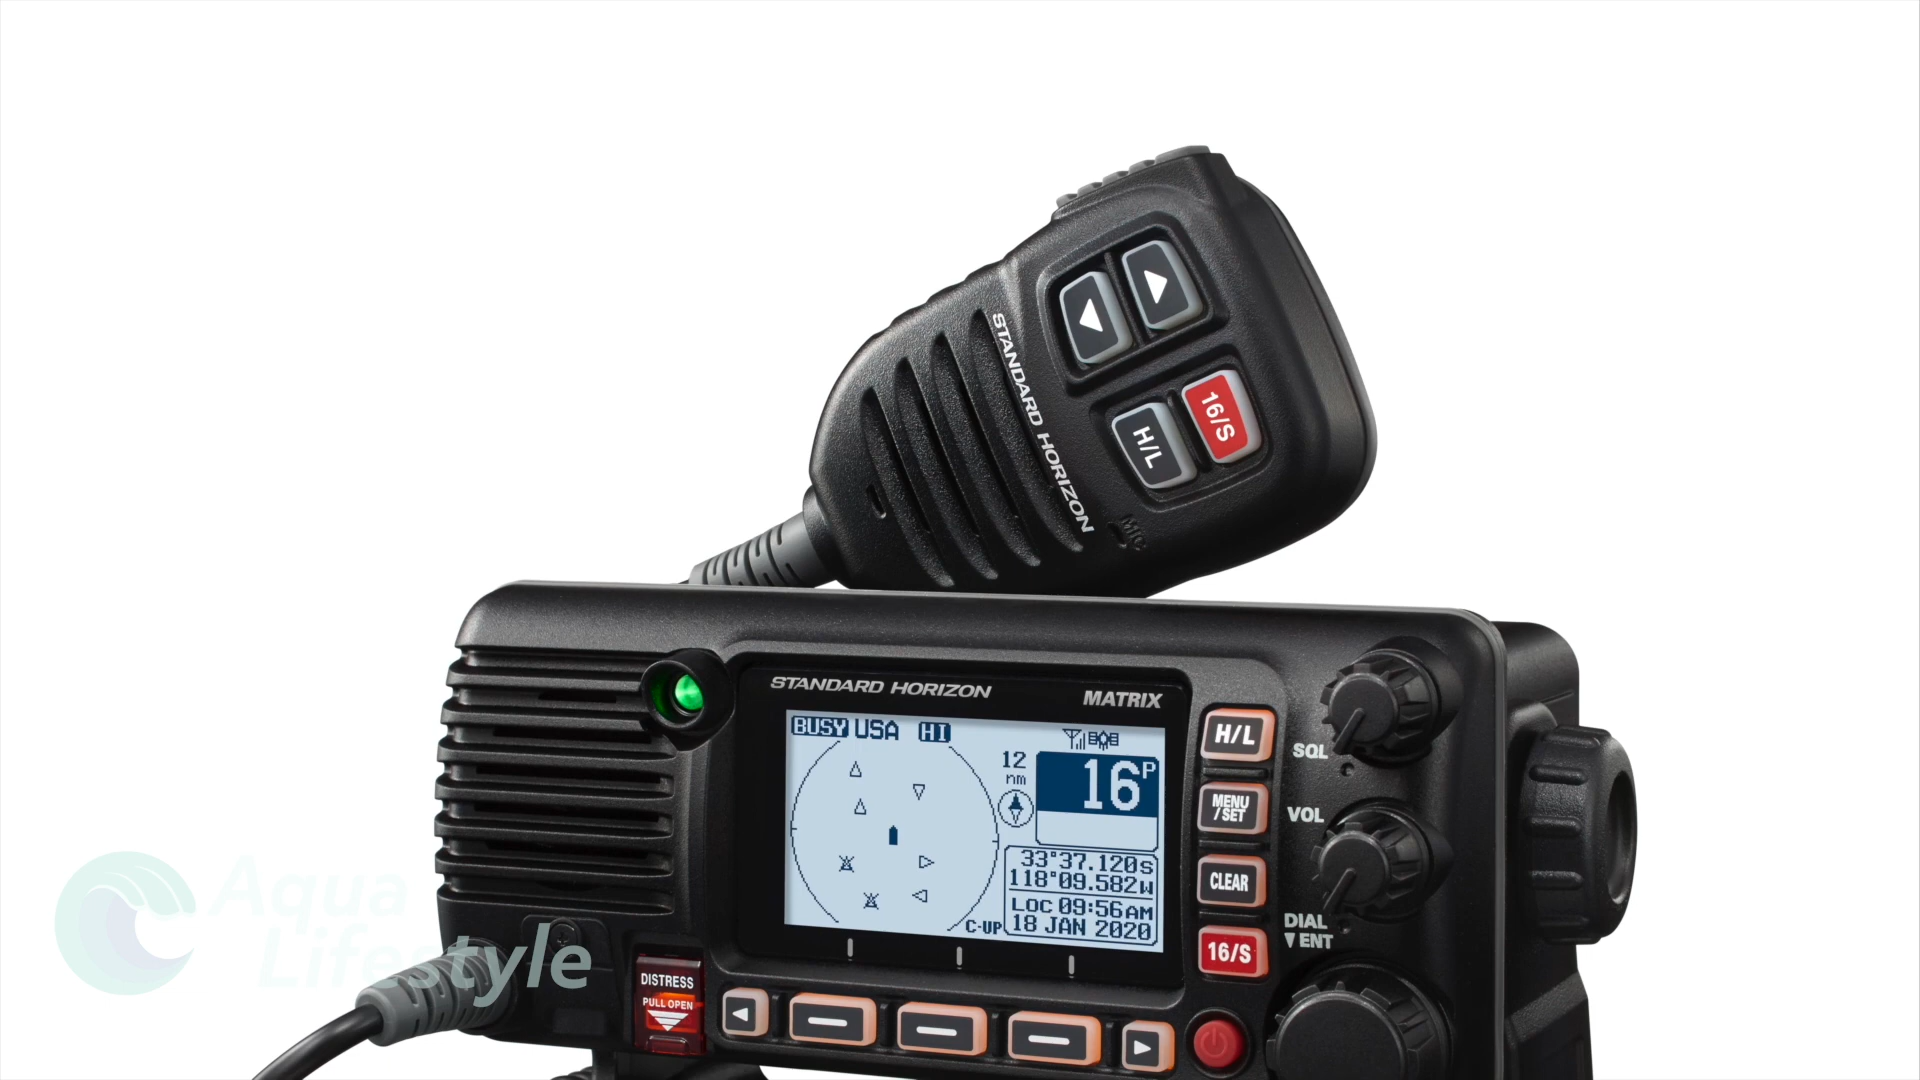 16/S
H/L
STANDARD HORIZON
MIC
STANDARD HORIZON
MATRIX
BUSY USA HI
12
nm
16P
33°37.120S
118°09.582W
LOC 09:56AM
18 JAN 2020
C-UP
H/L
MENU
/SET
CLEAR
16/S
SQL
VOL
DIAL
▼ENT
DISTRESS
PULL OPEN
Aqua
Lifestyle